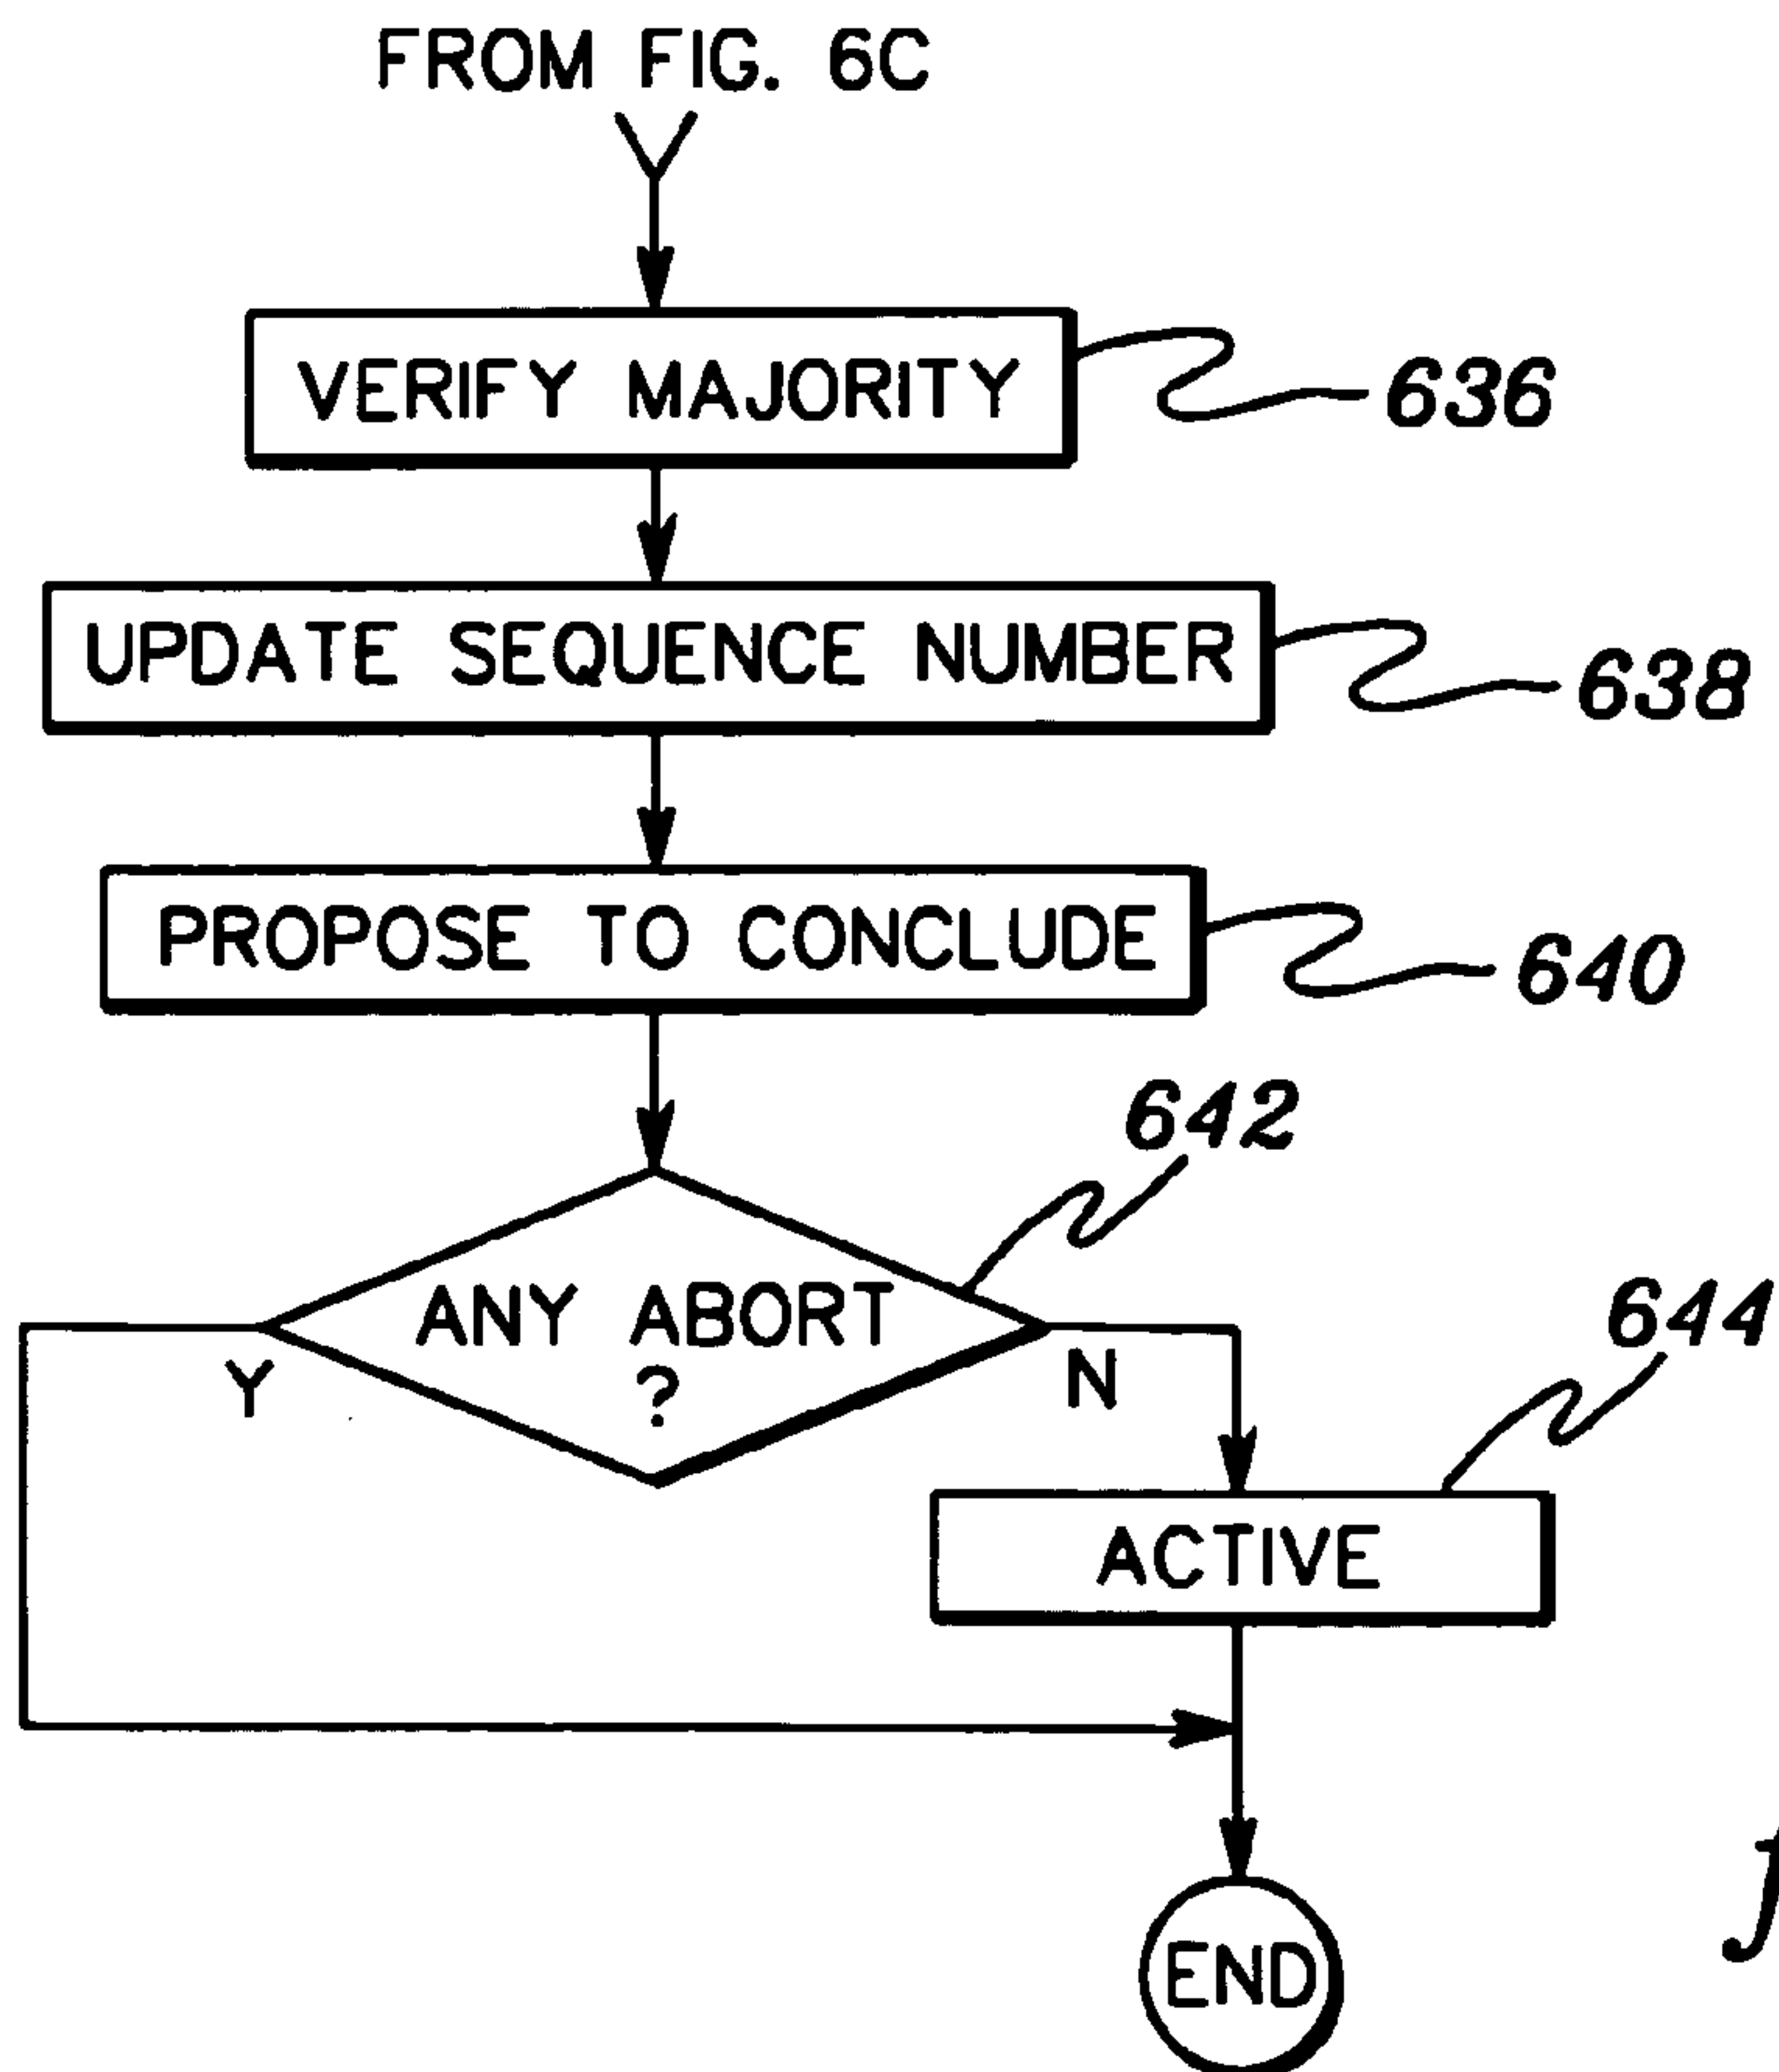 FROM FIG. 6C
VERIFY MAJORITY
636
UPDATE SEQUENCE NUMBER
638
PROPOSE TO CONCLUDE
640
642
ANY ABORT
?
Y
N
644
ACTIVE
END